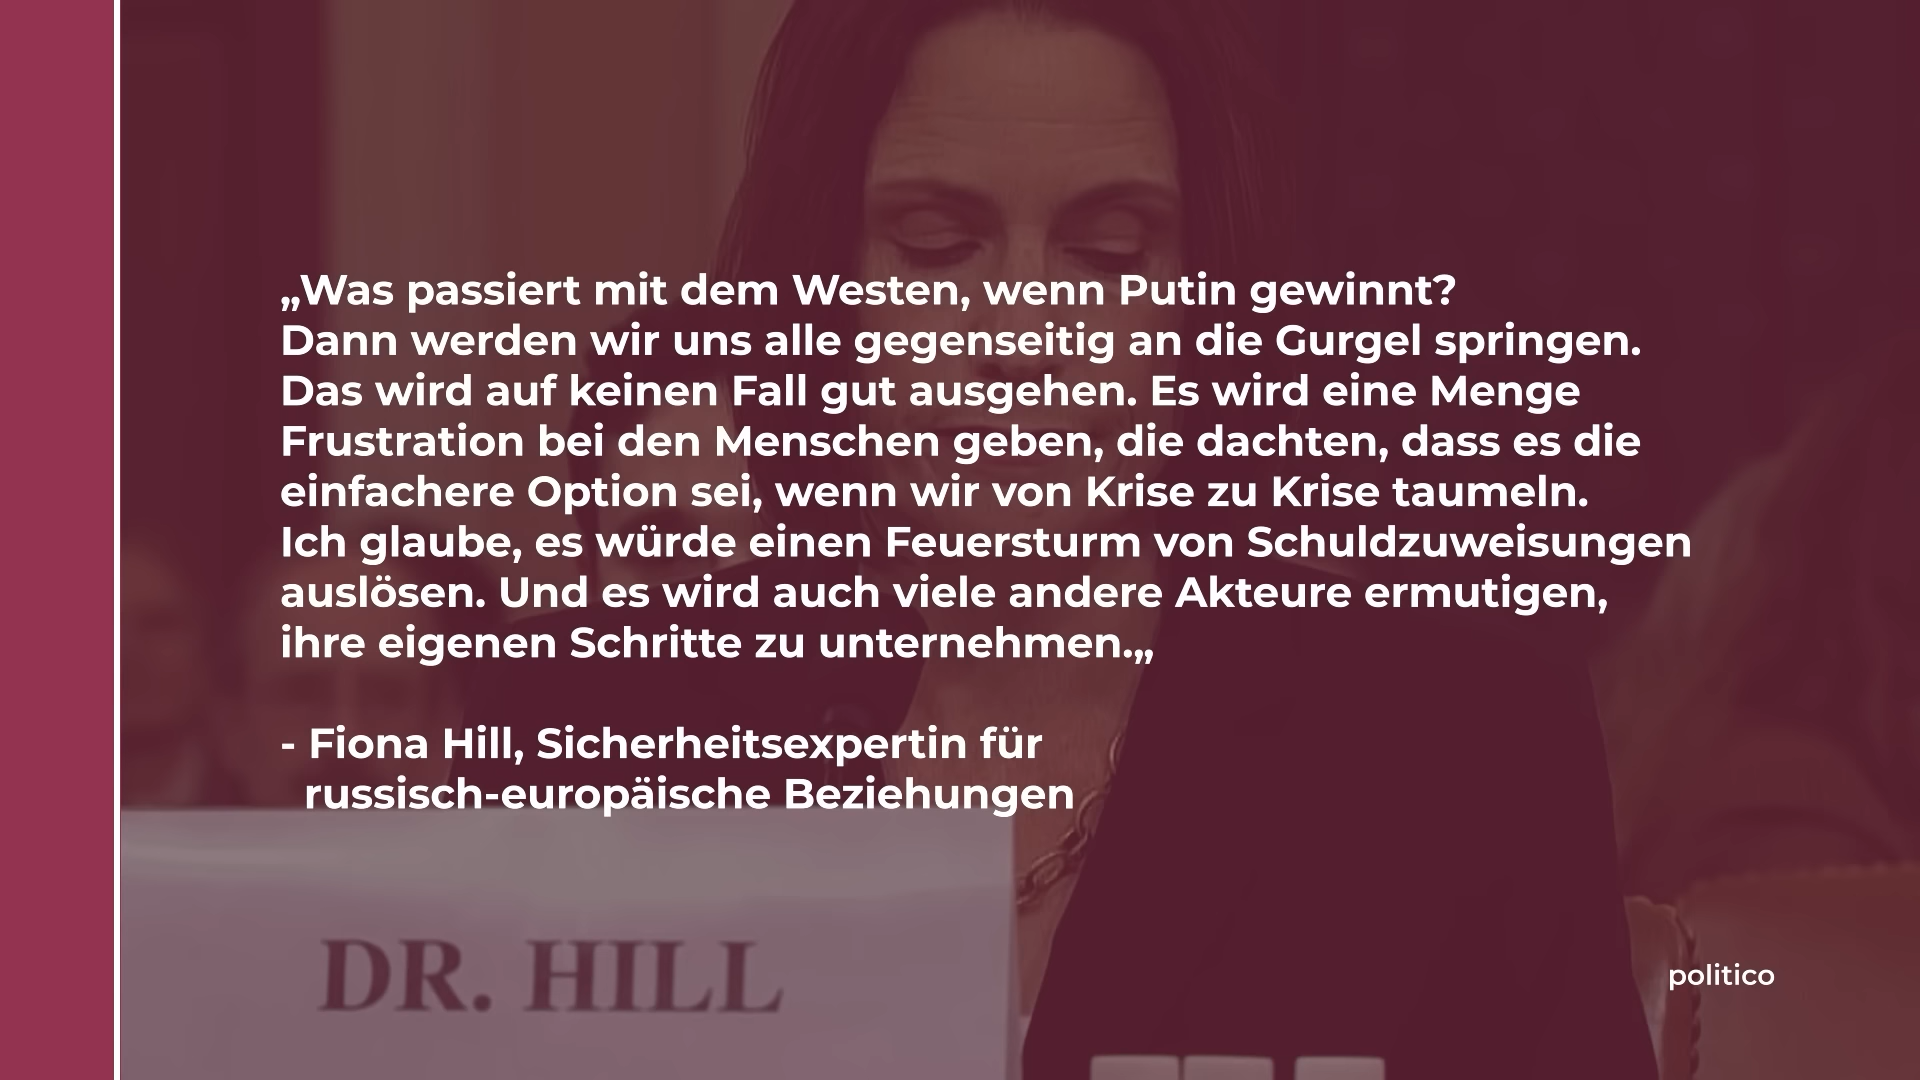 „Was passiert mit dem Westen, wenn Putin gewinnt?
Dann werden wir uns alle gegenseitig an die Gurgel springen.
Das wird auf keinen Fall gut ausgehen. Es wird eine Menge
Frustration bei den Menschen geben, die dachten, dass es die
einfachere Option sei, wenn wir von Krise zu Krise taumeln.
Ich glaube, es würde einen Feuersturm von Schuldzuweisungen
auslösen. Und es wird auch viele andere Akteure ermutigen,
ihre eigenen Schritte zu unternehmen.„
- Fiona Hill, Sicherheitsexpertin für
russisch-europäische Beziehungen
DR. HILL
politico